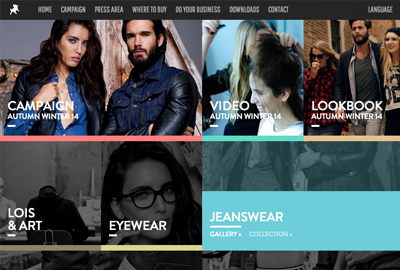 HOME CAMPAIGN PRESS AREA WHERE TO BUY DO YOUR BUSINESS DOWNLOADS CONTACT LANGUAGE
CAMPAIGN
AUTUMN WINTER 14
VIDEO
AUTUMN WINTER 14
LOOKBOOK
AUTUMN WINTER 14
LOIS
& ART
EYEWEAR
JEANSWEAR
GALLERY > COLLECTION >